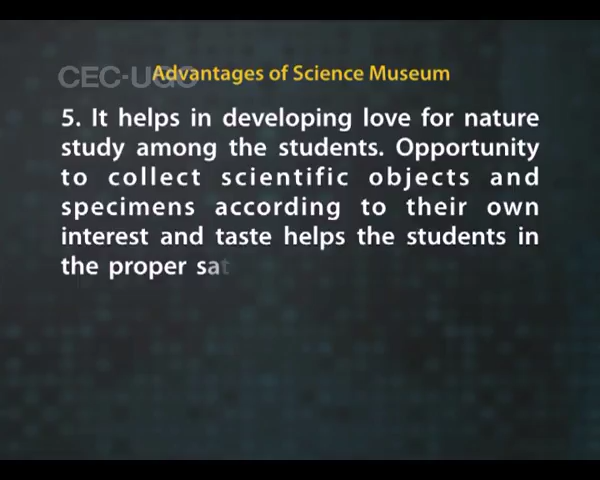 CEC-UGC
Advantages of Science Museum
5. It helps in developing love for nature
study among the students. Opportunity
to collect scientific objects and
specimens according to their own
interest and taste helps the students in
the proper sat